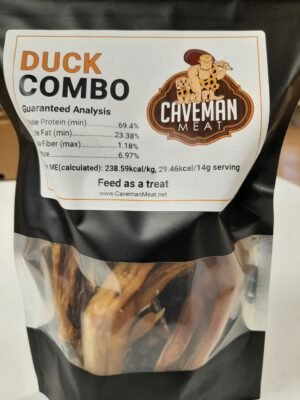 DUCK
COMBO
CAVEMAN
MEAT
Guaranteed Analysis
Protein (min)..............69.4%
Fat (min)..............23.38%
Fiber (max)..............1.18%
..............6.97%
ME(calculated): 238.59kcal/kg, 29.46kcal/14g serving
Feed as a treat
www.CavemanMeat.net